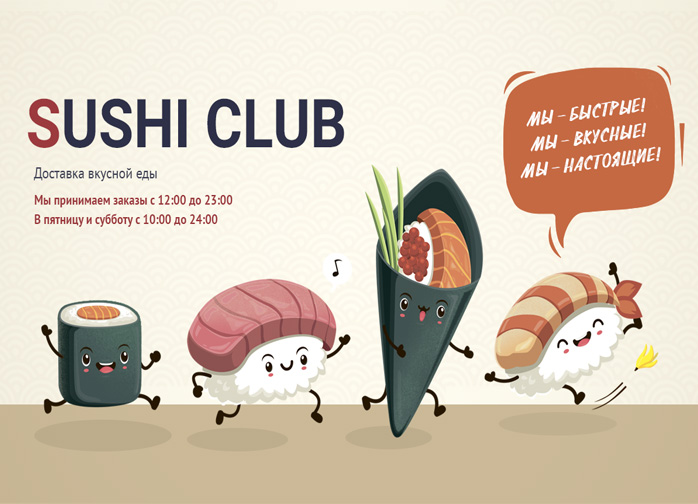 SUSHI CLUB
Доставка вкусной еды
Мы принимаем заказы с 12:00 до 23:00
В пятницу и субботу с 10:00 до 24:00
МЫ – БЫСТРЫЕ!
МЫ – ВКУСНЫЕ!
МЫ – НАСТОЯЩИЕ!